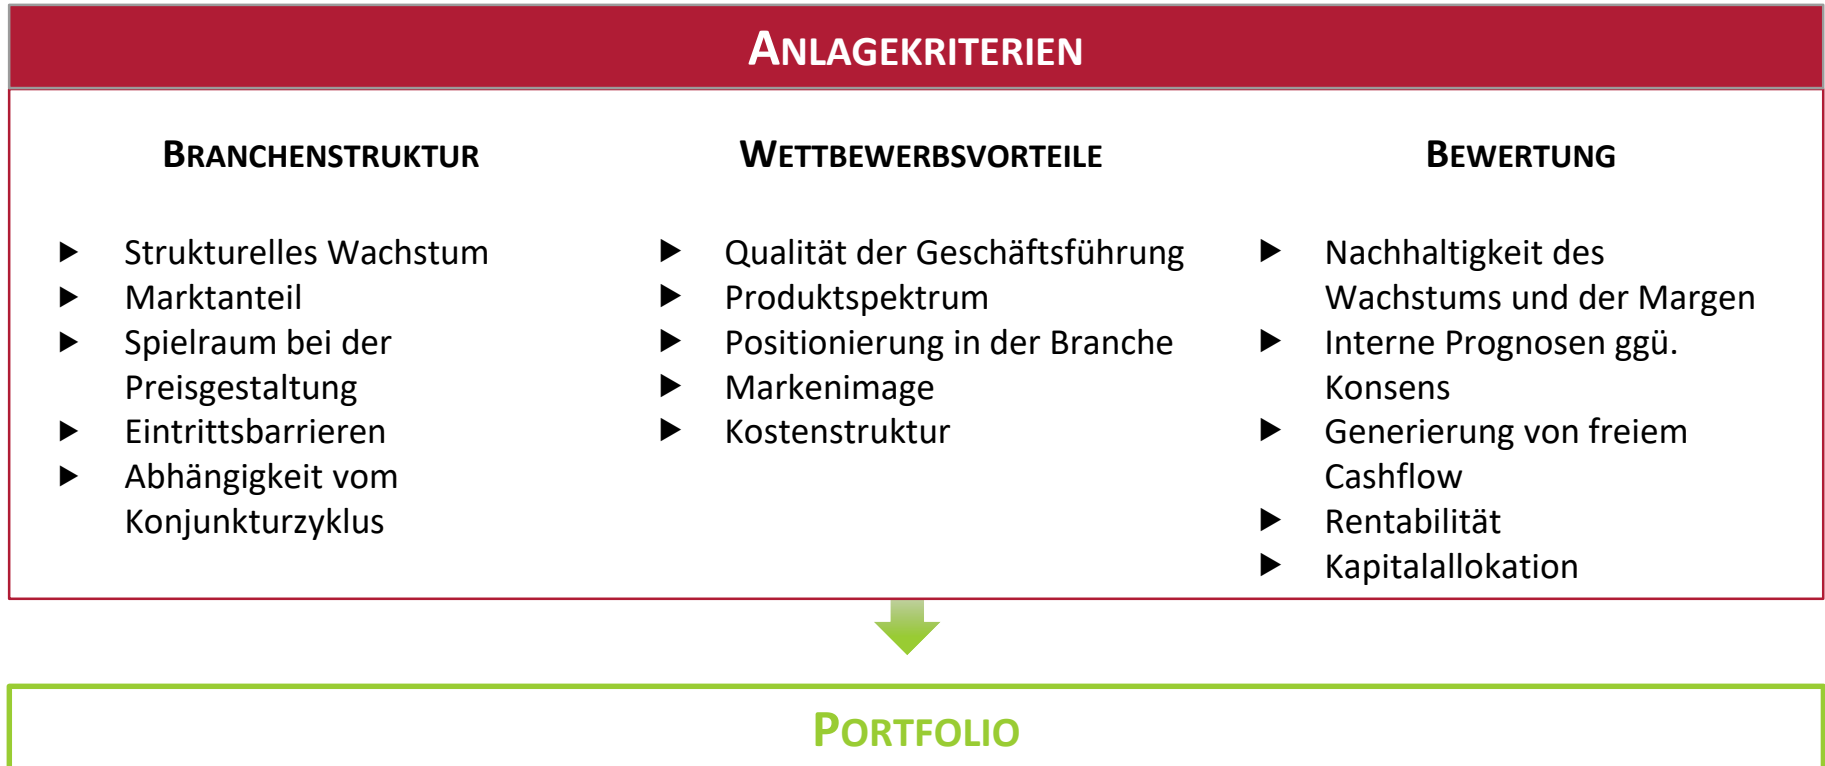 ANLAGEKRITERIEN
BRANCHENSTRUKTUR
▶ Strukturelles Wachstum
▶ Marktanteil
▶ Spielraum bei der
Preisgestaltung
▶ Eintrittsbarrieren
▶ Abhängigkeit vom
Konjunkturzyklus
WETTBEWERBSVORTEILE
▶ Qualität der Geschäftsführung
▶ Produktspektrum
▶ Positionierung in der Branche
▶ Markenimage
▶ Kostenstruktur
BEWERTUNG
▶ Nachhaltigkeit des
Wachstums und der Margen
▶ Interne Prognosen ggü.
Konsens
▶ Generierung von freiem
Cashflow
▶ Rentabilität
▶ Kapitalallokation
PORTFOLIO